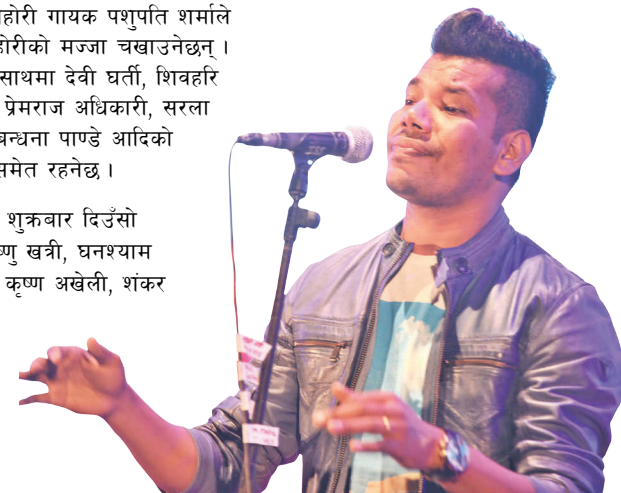 होरी गायक पशुपति शर्माले
होरीको मज्जा चखाउनेछन् ।
साथमा देवी घर्ती, शिवहरि
प्रेमराज अधिकारी, सरला
बन्धना पाण्डे आदिको
समेत रहनेछ ।
शुक्रबार दिउँसो
ष्णु खत्री, घनश्याम
कृष्ण अखेली, शंकर